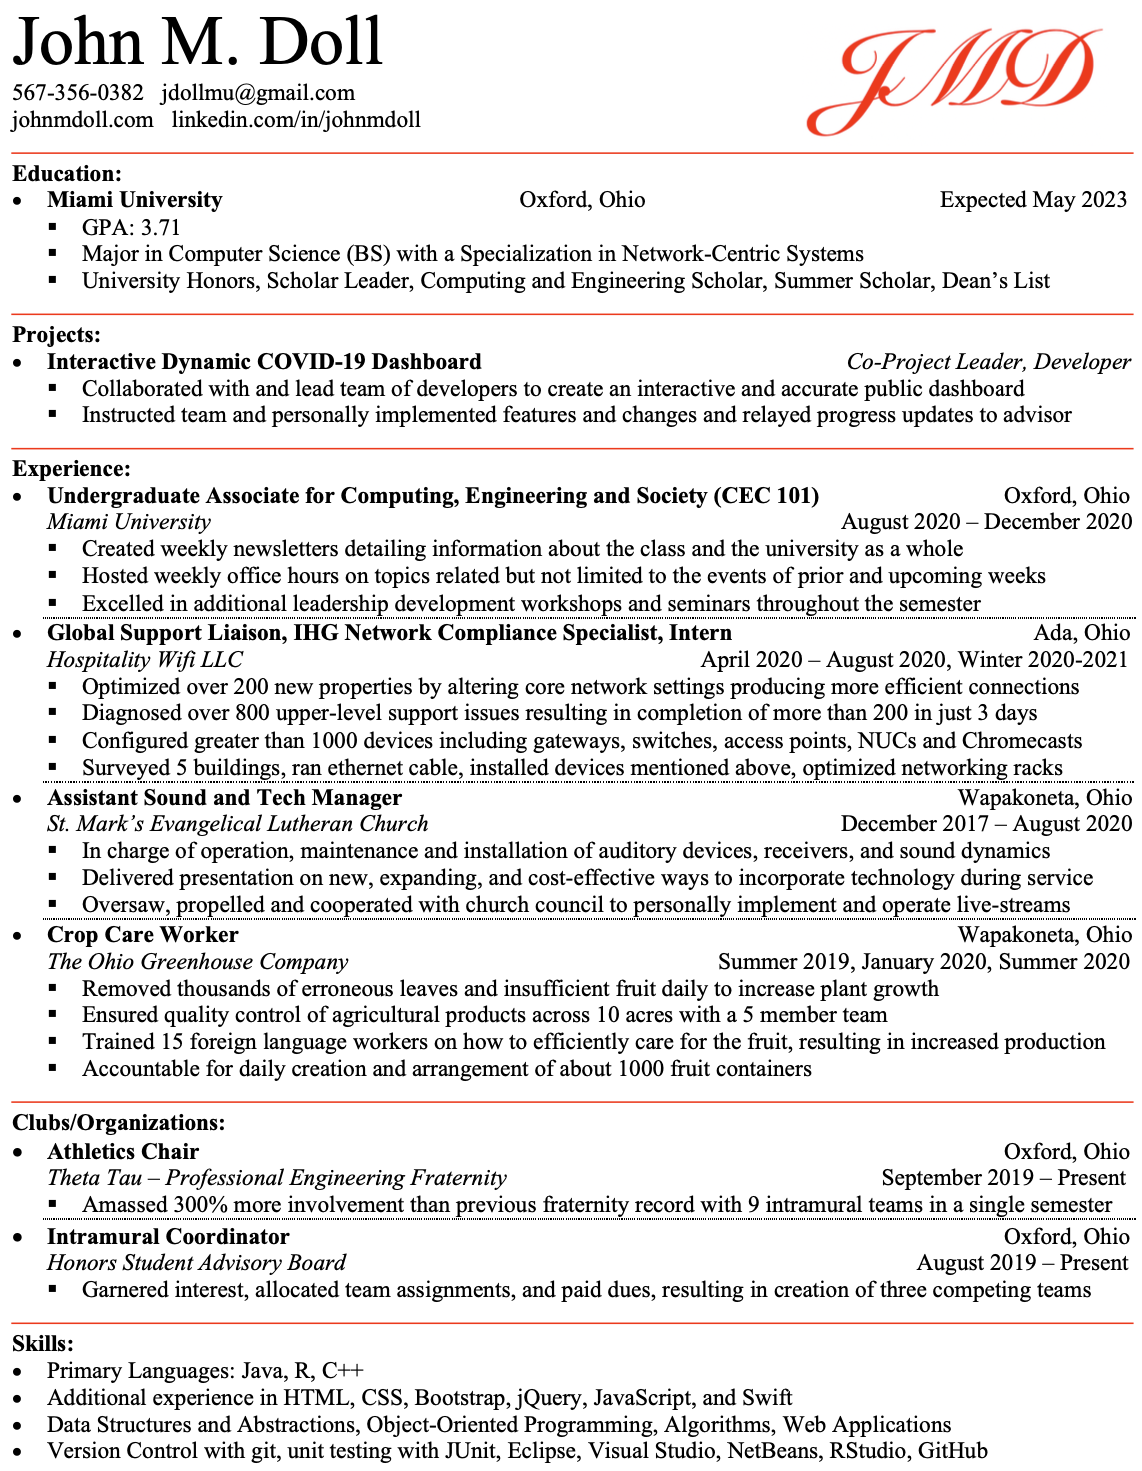 John M. Doll
JMD
567-356-0382 jdollmu@gmail.com
johnmdoll.com linkedin.com/in/johnmdoll
Education:
• Miami University Oxford, Ohio Expected May 2023
▪ GPA: 3.71
▪ Major in Computer Science (BS) with a Specialization in Network-Centric Systems
▪ University Honors, Scholar Leader, Computing and Engineering Scholar, Summer Scholar, Dean’s List
Projects:
• Interactive Dynamic COVID-19 Dashboard Co-Project Leader, Developer
▪ Collaborated with and lead team of developers to create an interactive and accurate public dashboard
▪ Instructed team and personally implemented features and changes and relayed progress updates to advisor
Experience:
• Undergraduate Associate for Computing, Engineering and Society (CEC 101) Oxford, Ohio
Miami University August 2020 – December 2020
▪ Created weekly newsletters detailing information about the class and the university as a whole
▪ Hosted weekly office hours on topics related but not limited to the events of prior and upcoming weeks
▪ Excelled in additional leadership development workshops and seminars throughout the semester
• Global Support Liaison, IHG Network Compliance Specialist, Intern Ada, Ohio
Hospitality Wifi LLC April 2020 – August 2020, Winter 2020-2021
▪ Optimized over 200 new properties by altering core network settings producing more efficient connections
▪ Diagnosed over 800 upper-level support issues resulting in completion of more than 200 in just 3 days
▪ Configured greater than 1000 devices including gateways, switches, access points, NUCs and Chromecasts
▪ Surveyed 5 buildings, ran ethernet cable, installed devices mentioned above, optimized networking racks
• Assistant Sound and Tech Manager Wapakoneta, Ohio
St. Mark’s Evangelical Lutheran Church December 2017 – August 2020
▪ In charge of operation, maintenance and installation of auditory devices, receivers, and sound dynamics
▪ Delivered presentation on new, expanding, and cost-effective ways to incorporate technology during service
▪ Oversaw, propelled and cooperated with church council to personally implement and operate live-streams
• Crop Care Worker Wapakoneta, Ohio
The Ohio Greenhouse Company Summer 2019, January 2020, Summer 2020
▪ Removed thousands of erroneous leaves and insufficient fruit daily to increase plant growth
▪ Ensured quality control of agricultural products across 10 acres with a 5 member team
▪ Trained 15 foreign language workers on how to efficiently care for the fruit, resulting in increased production
▪ Accountable for daily creation and arrangement of about 1000 fruit containers
Clubs/Organizations:
• Athletics Chair Oxford, Ohio
Theta Tau – Professional Engineering Fraternity September 2019 – Present
▪ Amassed 300% more involvement than previous fraternity record with 9 intramural teams in a single semester
• Intramural Coordinator Oxford, Ohio
Honors Student Advisory Board August 2019 – Present
▪ Garnered interest, allocated team assignments, and paid dues, resulting in creation of three competing teams
Skills:
• Primary Languages: Java, R, C++
• Additional experience in HTML, CSS, Bootstrap, jQuery, JavaScript, and Swift
• Data Structures and Abstractions, Object-Oriented Programming, Algorithms, Web Applications
• Version Control with git, unit testing with JUnit, Eclipse, Visual Studio, NetBeans, RStudio, GitHub